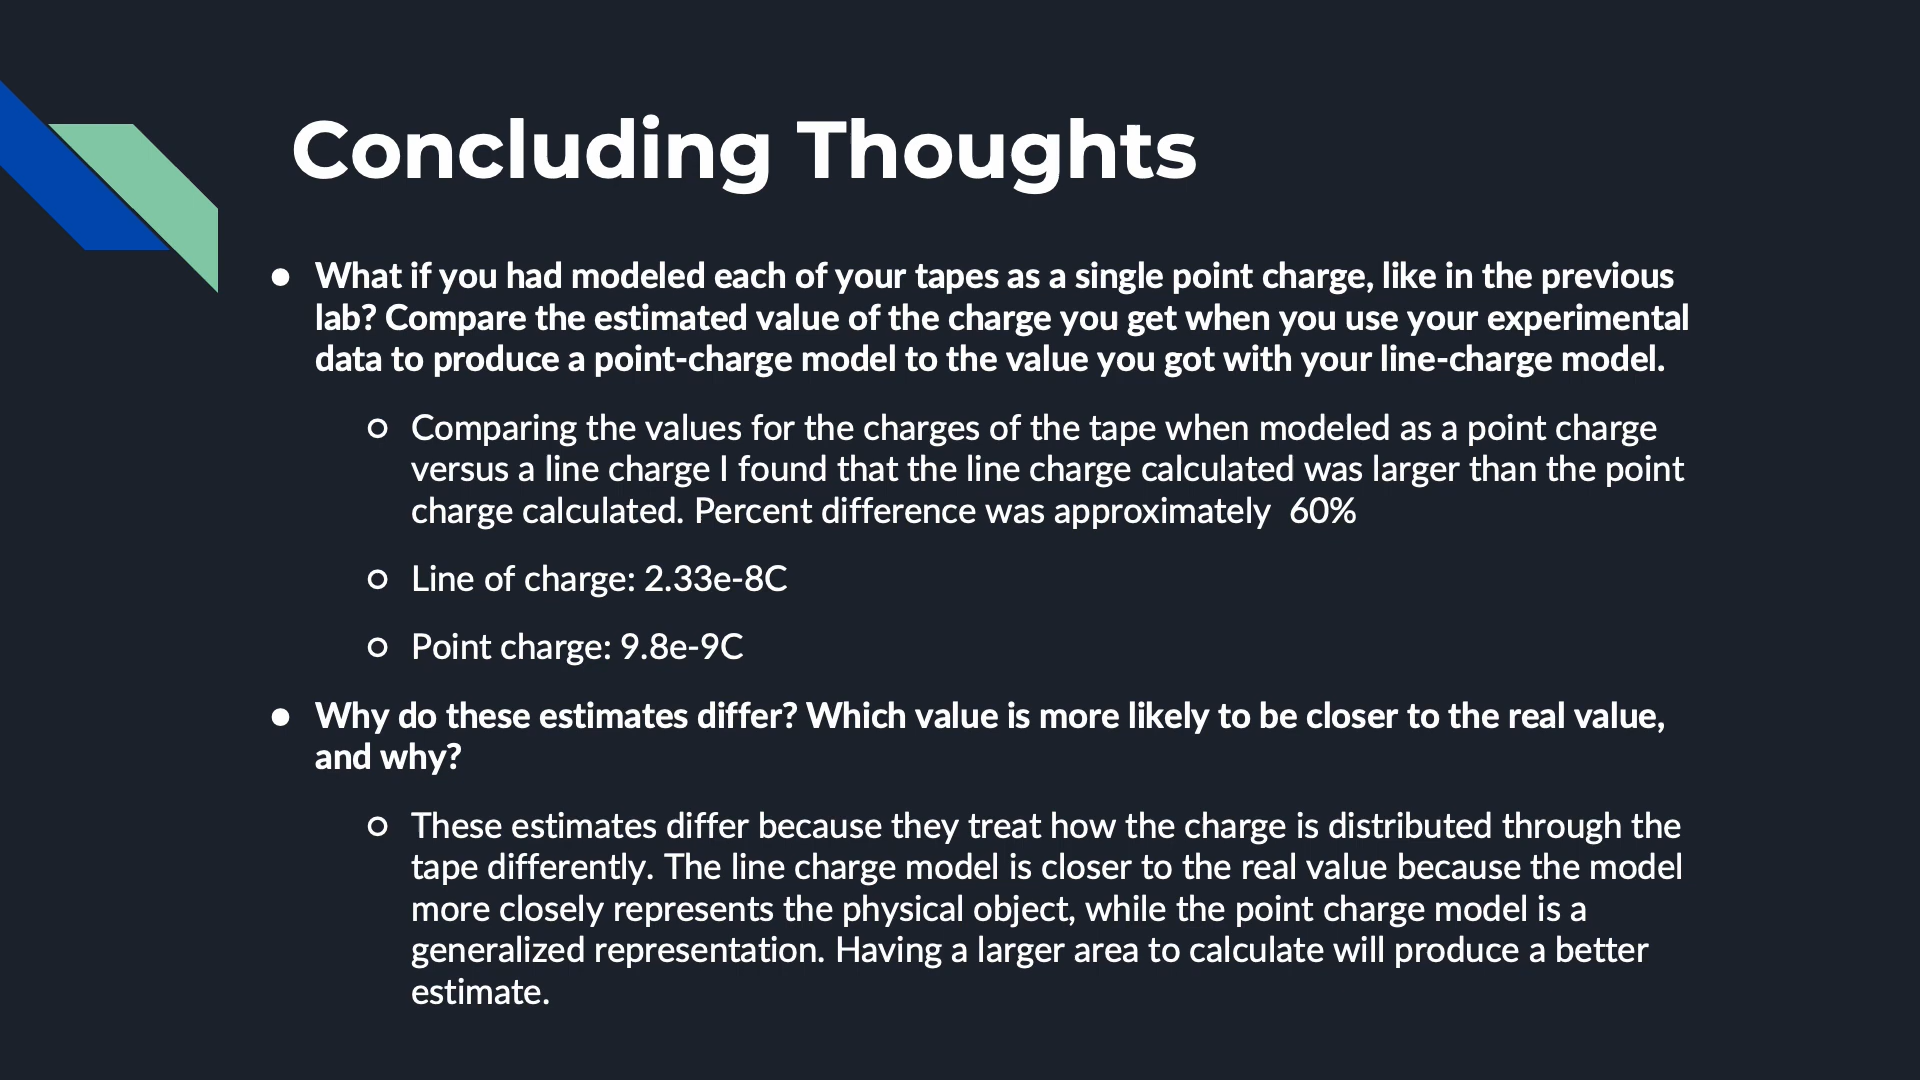 Concluding Thoughts
● What if you had modeled each of your tapes as a single point charge, like in the previous
lab? Compare the estimated value of the charge you get when you use your experimental
data to produce a point-charge model to the value you got with your line-charge model.
○ Comparing the values for the charges of the tape when modeled as a point charge
versus a line charge I found that the line charge calculated was larger than the point
charge calculated. Percent difference was approximately  60%
○ Line of charge: 2.33e-8C
○ Point charge: 9.8e-9C
● Why do these estimates differ? Which value is more likely to be closer to the real value,
and why?
○ These estimates differ because they treat how the charge is distributed through the
tape differently. The line charge model is closer to the real value because the model
more closely represents the physical object, while the point charge model is a
generalized representation. Having a larger area to calculate will produce a better
estimate.